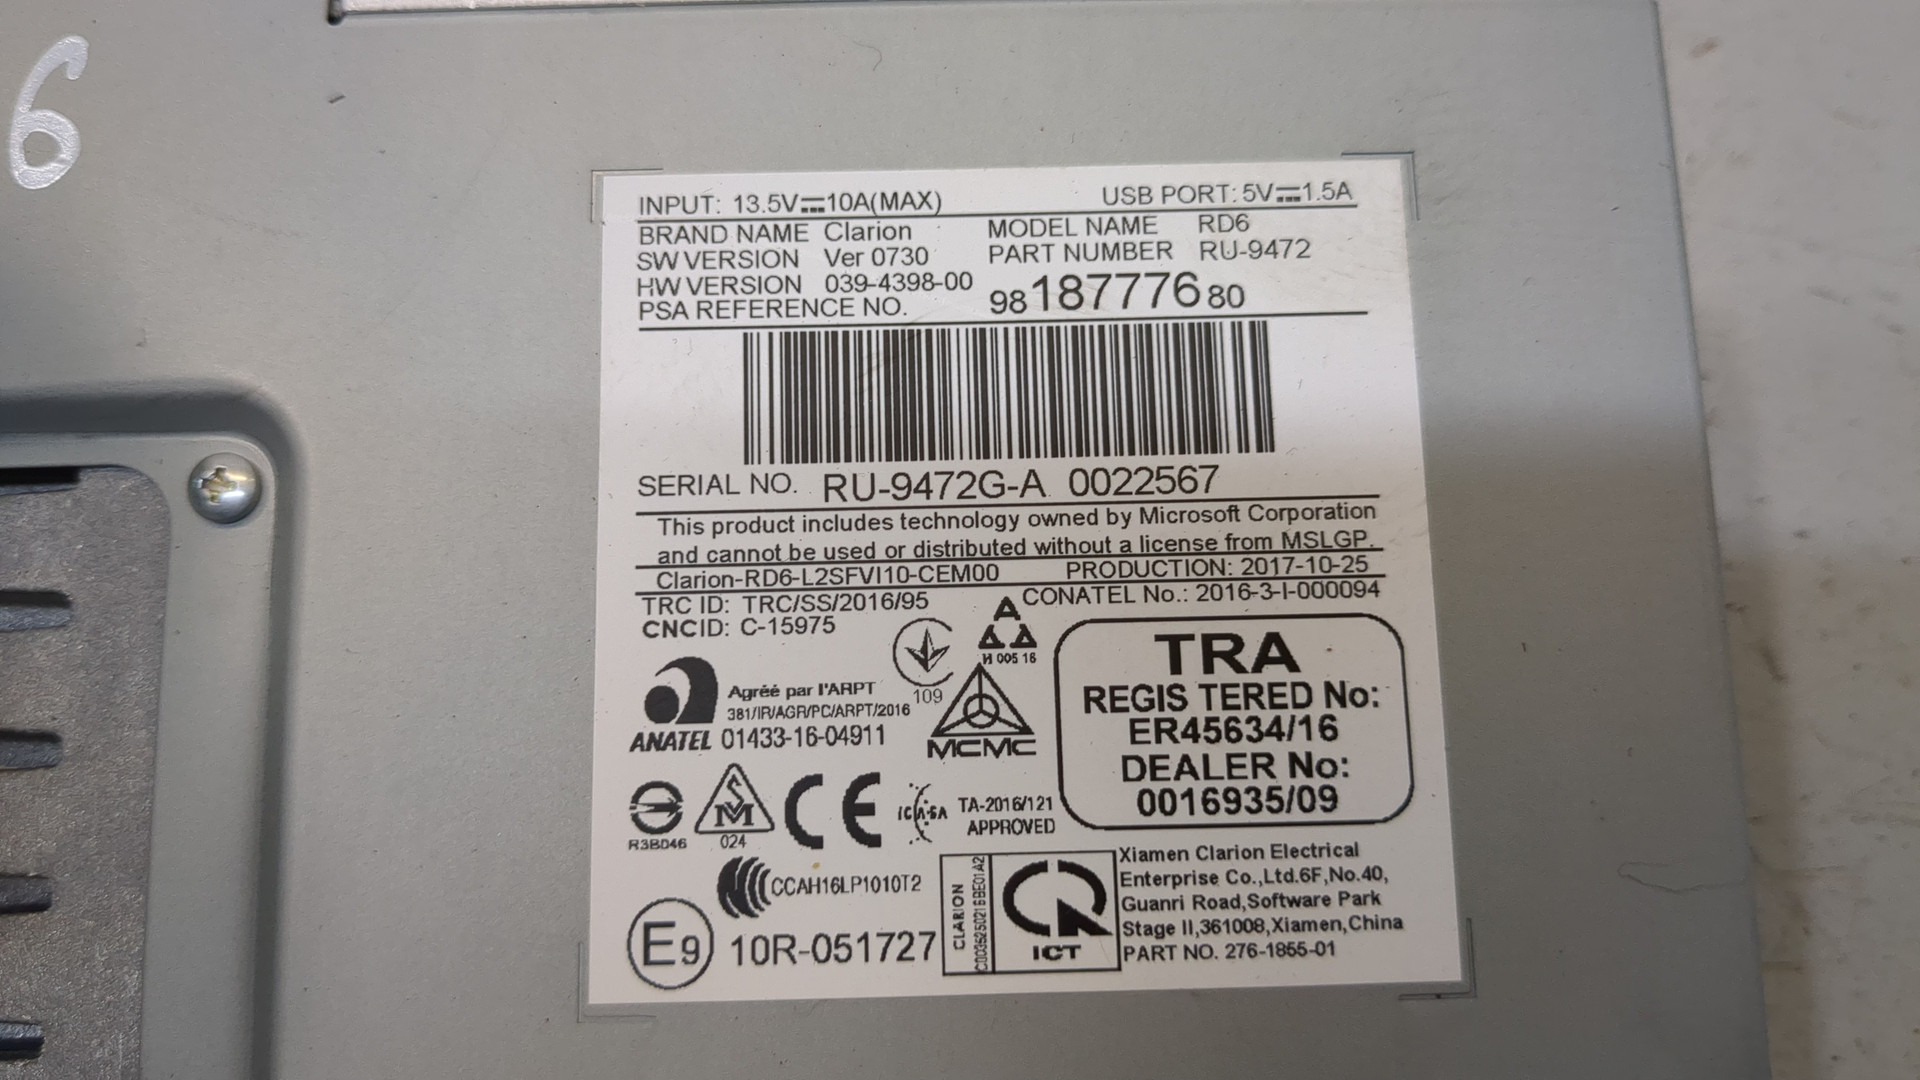 6
INPUT: 13.5V⎓10A(MAX) USB PORT: 5V⎓1.5A
BRAND NAME Clarion MODEL NAME RD6
SW VERSION Ver 0730 PART NUMBER RU-9472
HW VERSION 039-4398-00
PSA REFERENCE NO. 9818777680
SERIAL NO. RU-9472G-A 0022567
This product includes technology owned by Microsoft Corporation
and cannot be used or distributed without a license from MSLGP.
Clarion-RD6-L2SFVI10-CEM00 PRODUCTION: 2017-10-25
TRC ID: TRC/SS/2016/95 CONATEL No.: 2016-3-I-000094
CNCID: C-15975
H 005 16
109
Agréé par l'ARPT
381/IR/AGR/PC/ARPT/2016
ANATEL 01433-16-04911
MCMC
TRA
REGIS TERED No:
ER45634/16
DEALER No:
0016935/09
R3BD46
SM
024
CE
ICASA
TA-2016/121
APPROVED
CCAH16LP1010T2
E9 10R-051727
CLARION
ICT
Xiamen Clarion Electrical
Enterprise Co.,Ltd.6F,No.40,
Guanri Road,Software Park
Stage II,361008,Xiamen,China
PART NO. 276-1855-01